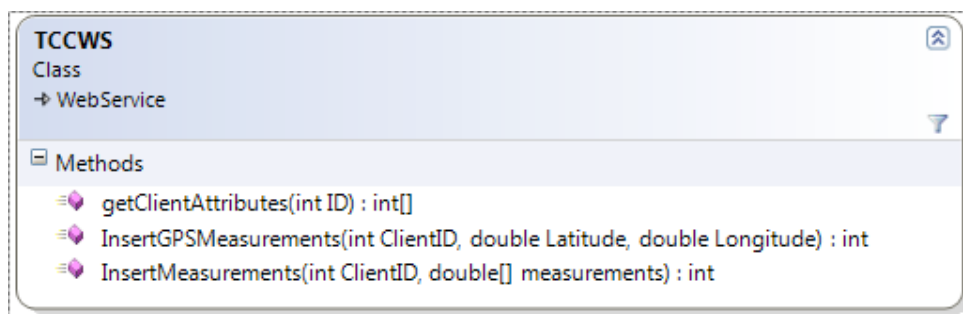 TCCWS
Class
WebService
Methods
getClientAttributes(int ID) : int[]
InsertGPSMeasurements(int ClientID, double Latitude, double Longitude) : int
InsertMeasurements(int ClientID, double[] measurements) : int